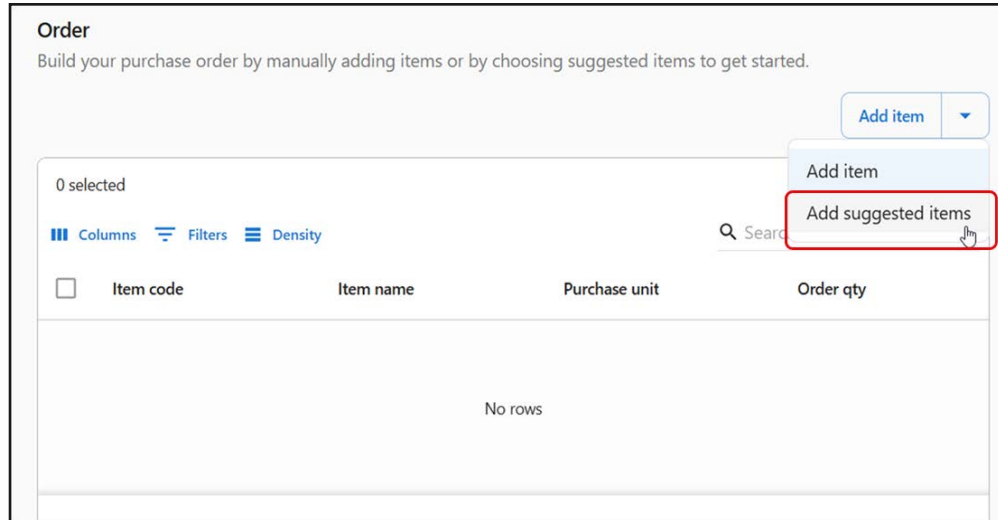 Order
Build your purchase order by manually adding items or by choosing suggested items to get started.
Add item
Add item
0 selected
Add suggested items
Columns Filters Density
Item code Item name Purchase unit Order qty
No rows